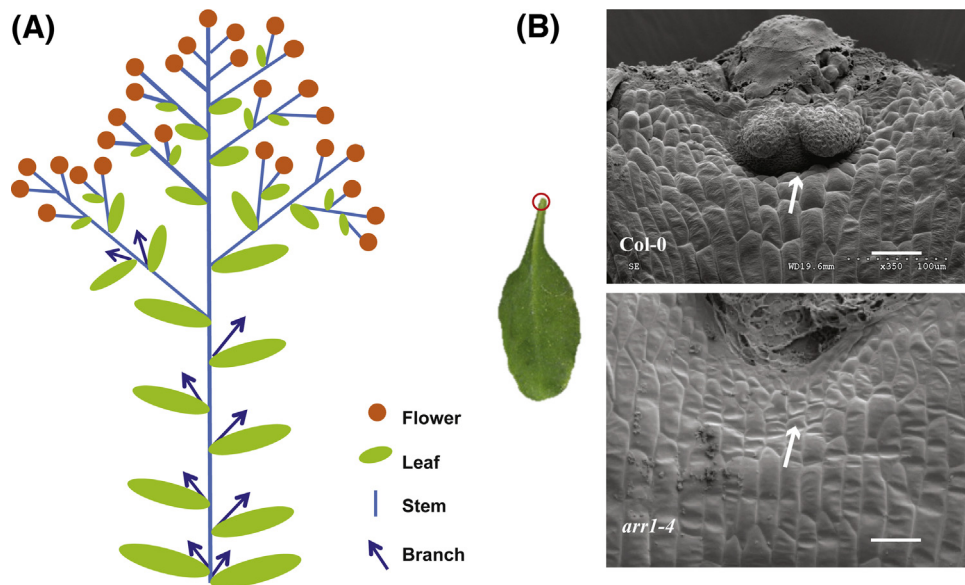 (A)
Flower
Leaf
Stem
Branch
(B)
Col-0
SE WD19.6mm x350 100um
arr1-4